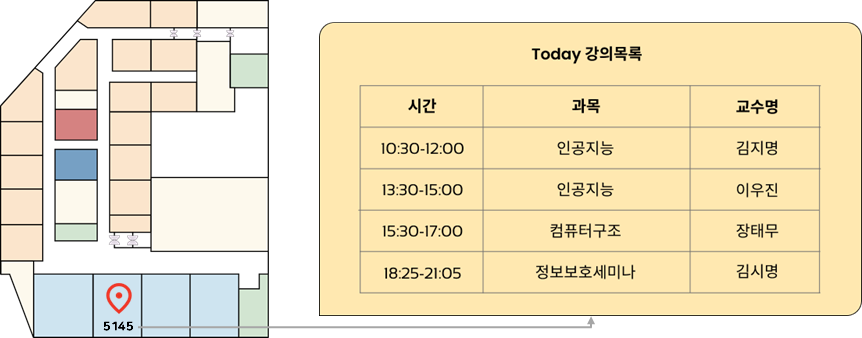 Today 강의목록
시간 과목 교수명
10:30-12:00 인공지능 김지명
13:30-15:00 인공지능 이우진
15:30-17:00 컴퓨터구조 장태무
18:25-21:05 정보보호세미나 김시명
5145